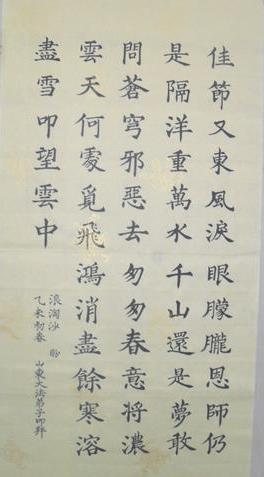 佳節又東風淚眼朦朧恩師仍
是隔洋重萬水千山還是夢敢
問蒼穹邪惡去匆匆春意將濃
雲天何處覓飛鴻消盡餘寒溶
盡雪叩望雲中
浪淘沙 盼
乙未初春 山東大法弟子叩拜